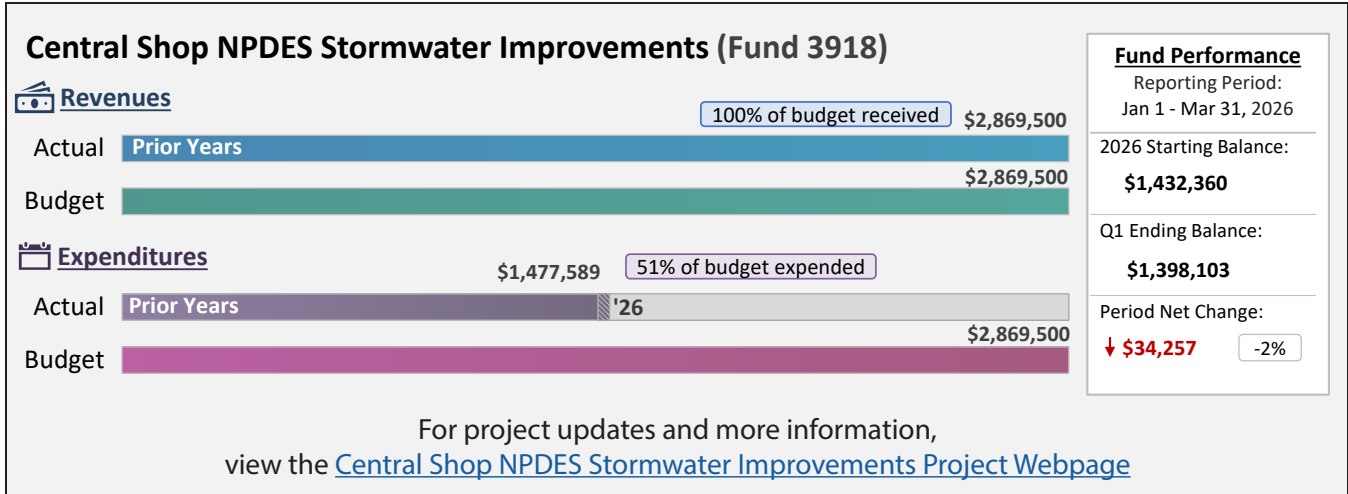 Central Shop NPDES Stormwater Improvements (Fund 3918)
Revenues
100% of budget received $2,869,500
Actual Prior Years
$2,869,500
Budget
Expenditures
$1,477,589 51% of budget expended
Actual Prior Years '26
$2,869,500
Budget
Fund Performance
Reporting Period:
Jan 1 - Mar 31, 2026
2026 Starting Balance:
$1,432,360
Q1 Ending Balance:
$1,398,103
Period Net Change:
$34,257 -2%
For project updates and more information,
view the Central Shop NPDES Stormwater Improvements Project Webpage